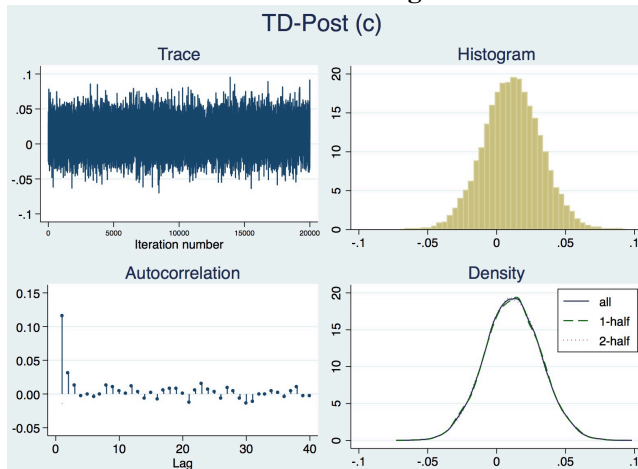 TD-Post (c)
Trace
.1
.05
0
-.05
-.1
0 5000 10000 15000 20000
Iteration number
Histogram
20
15
10
5
0
-.1 -.05 0 .05 .1
Autocorrelation
0.15
0.10
0.05
0.00
-0.05
0 10 20 30 40
Lag
Density
20
15
10
5
0
all
1-half
2-half
-.1 -.05 0 .05 .1